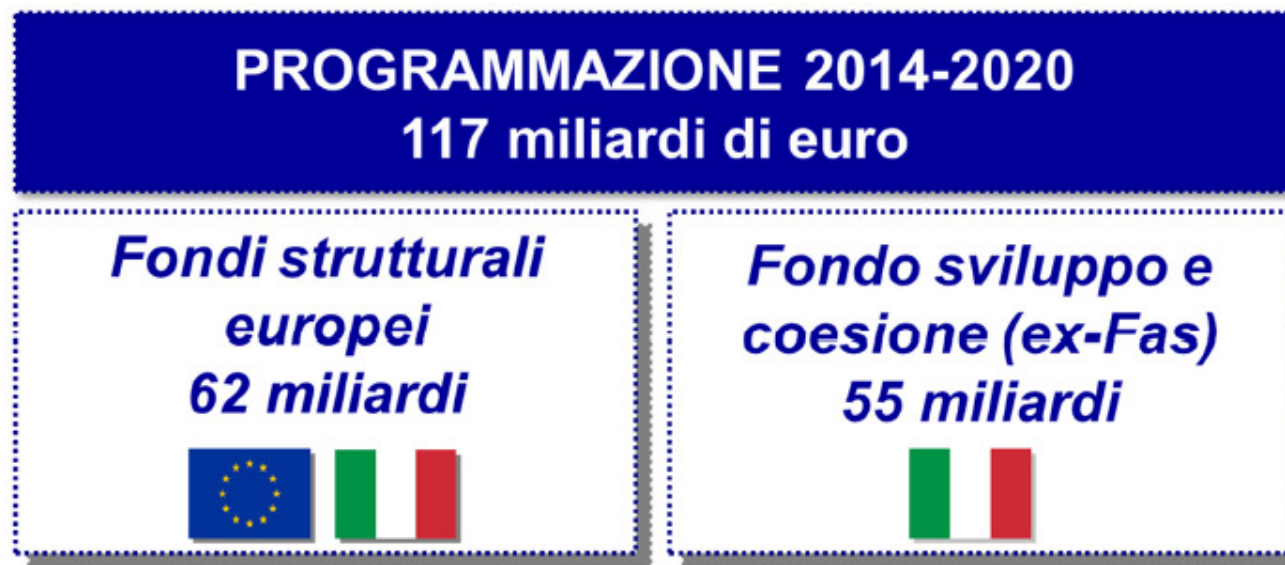 PROGRAMMAZIONE 2014-2020
117 miliardi di euro
Fondi strutturali
europei
62 miliardi
Fondo sviluppo e
coesione (ex-Fas)
55 miliardi